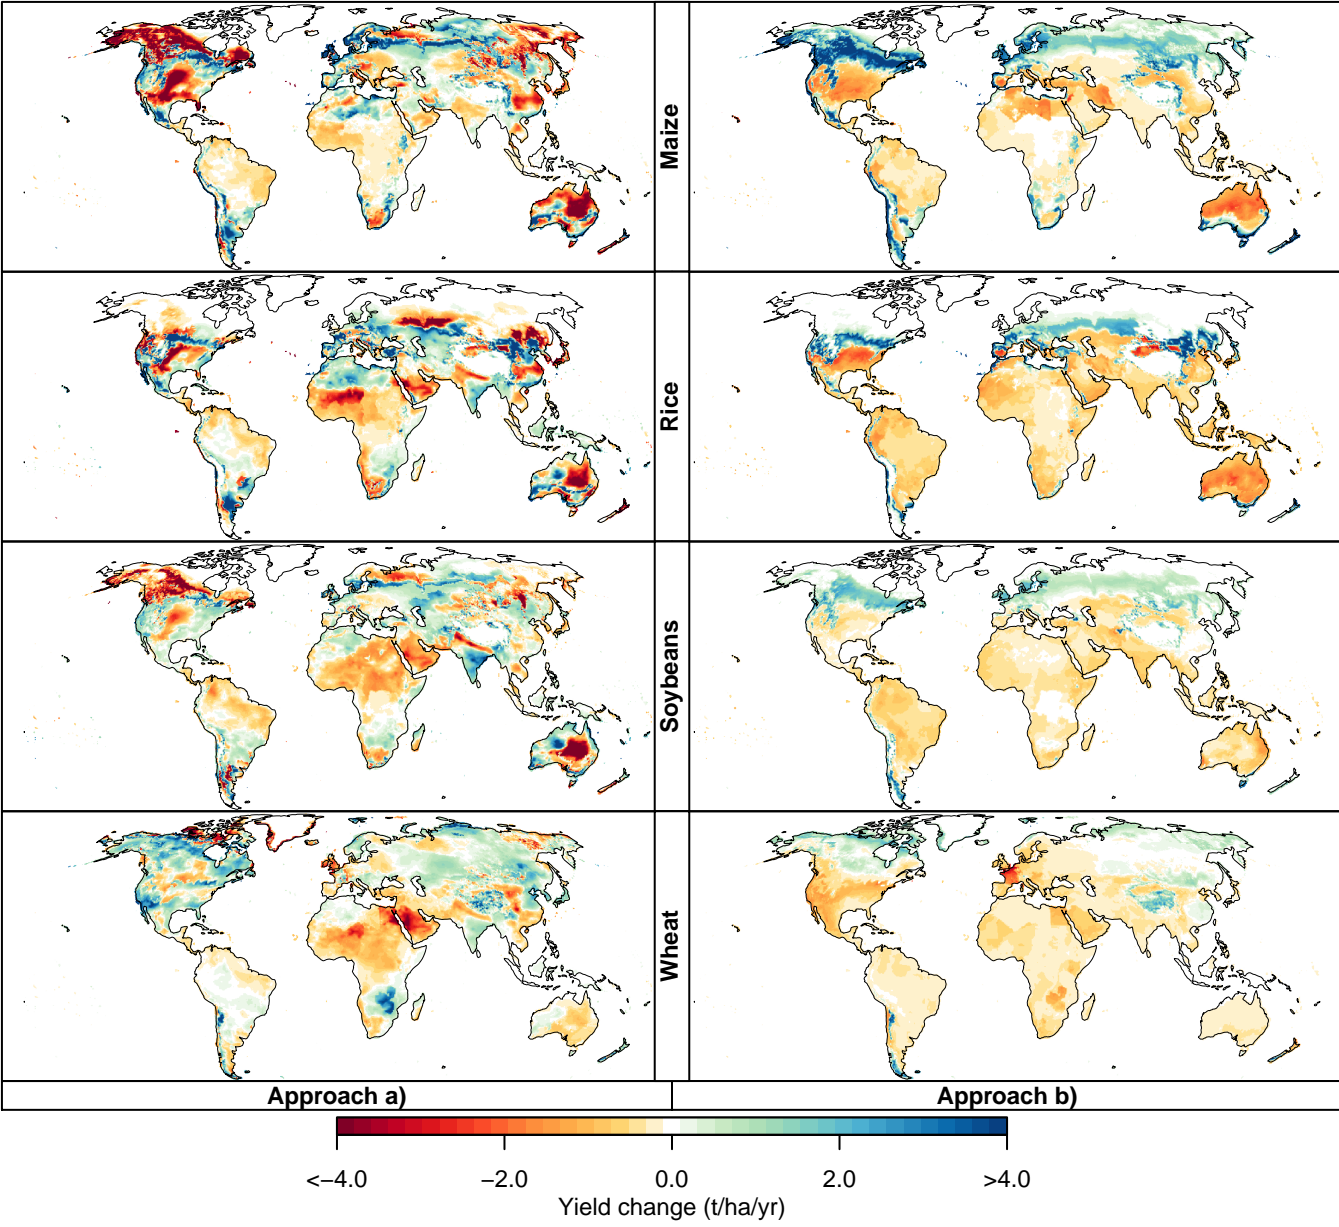 Maize
Rice
Soybeans
Wheat
Approach a)
Approach b)
<−4.0
−2.0
0.0
2.0
>4.0
Yield change (t/ha/yr)